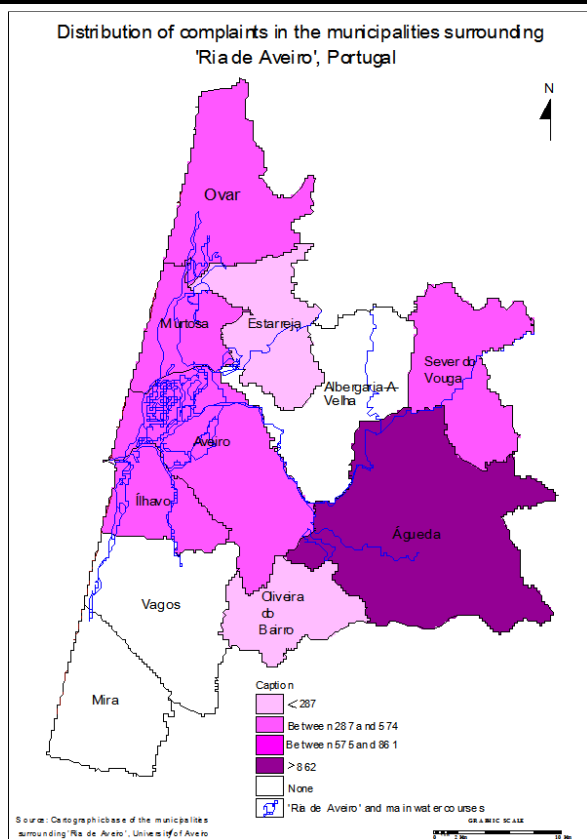 Distribution of complaints in the municipalities surrounding
'Ria de Aveiro', Portugal
N
Ovar
Murtosa
Estarreja
Sever do
Vouga
Albergaria-A-
Velha
Aveiro
Ílhavo
Águeda
Vagos
Oliveira
do
Bairro
Mira
Caption
<287
Between 287 and 574
Between 575 and 861
>862
None
'Ria de Aveiro' and main water courses
Source: Cartographic base of the municipalities
surrounding 'Ria de Aveiro', University of Aveiro
GRAPHIC SCALE